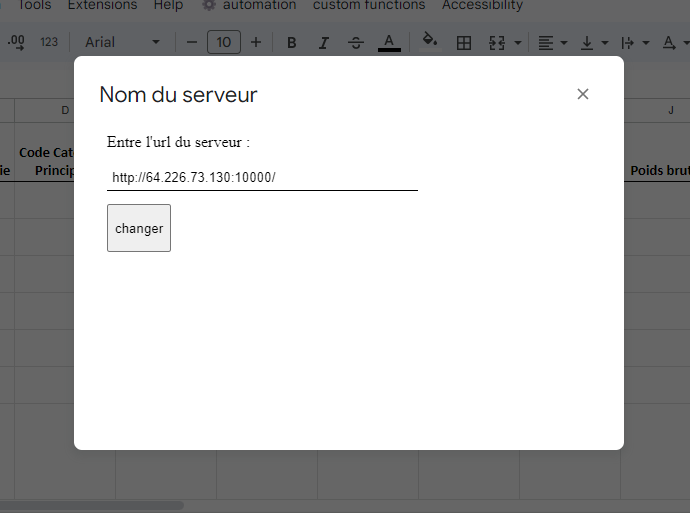 Tools Extensions Help automation custom functions Accessibility
.00 123 Arial 10 B I S A A
Nom du serveur
D J
Entre l'url du serveur :
Code Cat
Princip Poids brut
http://64.226.73.130:10000/
changer